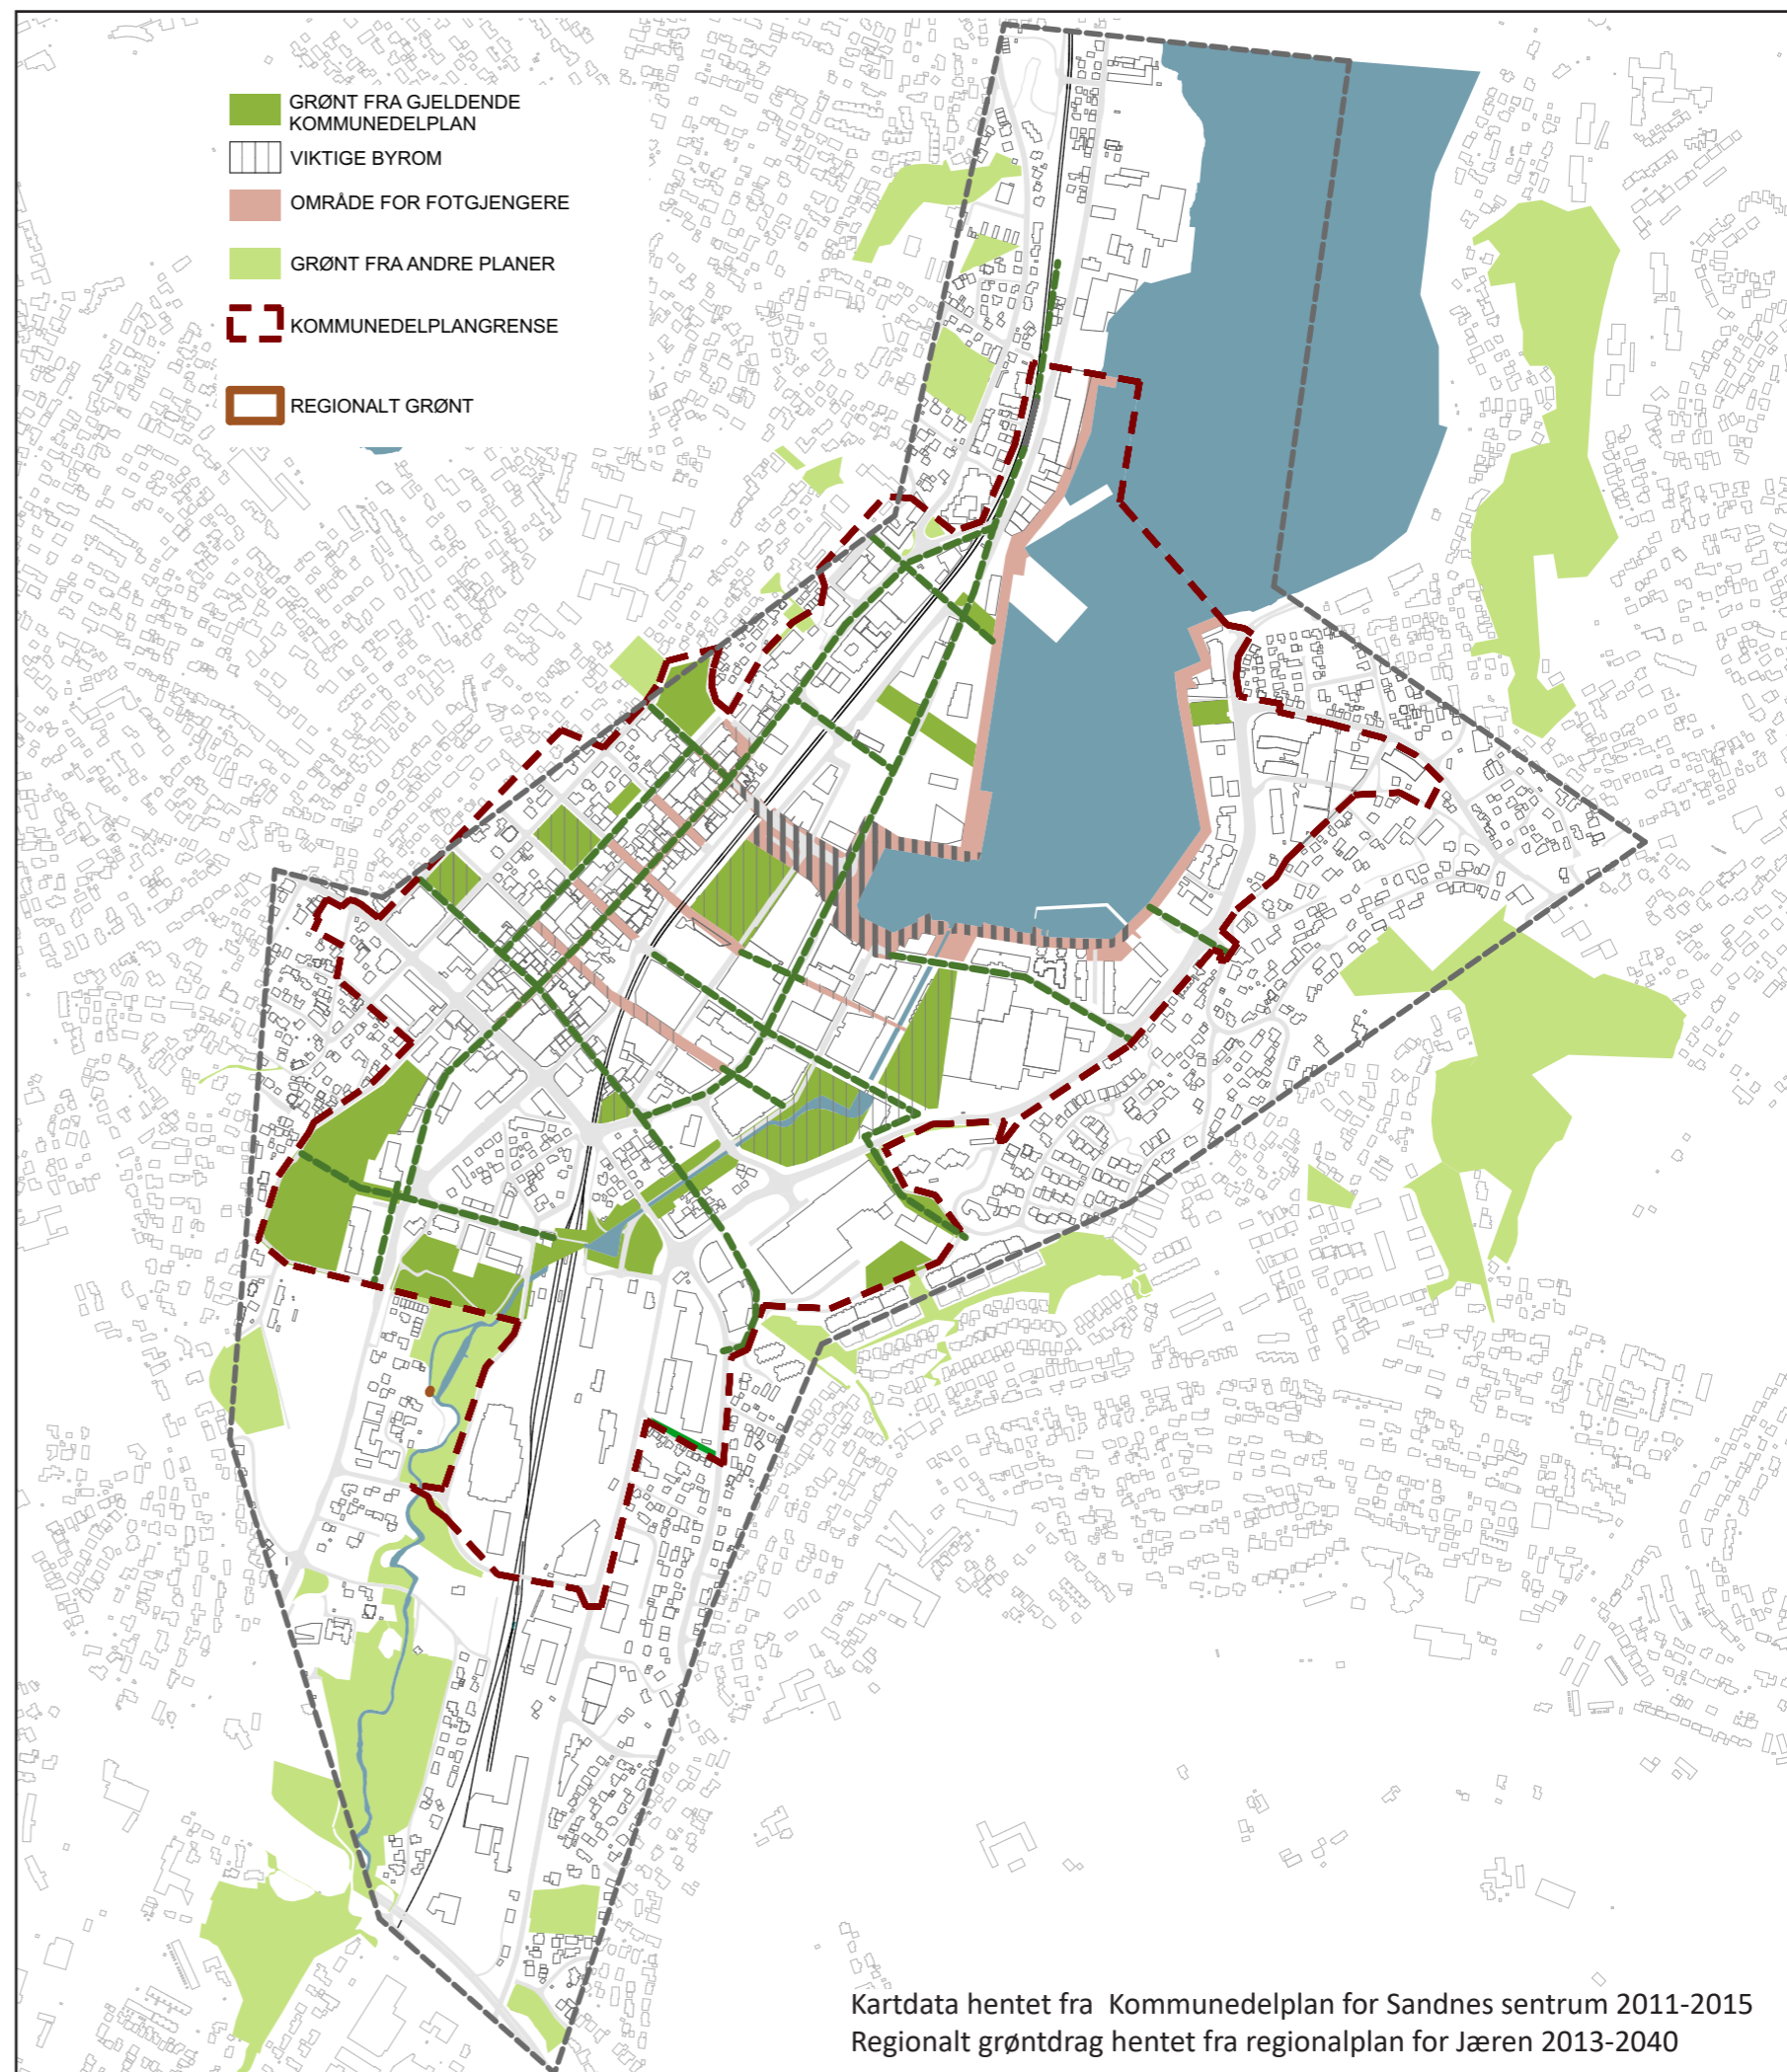 GRØNT FRA GJELDENDE
KOMMUNEDELPLAN
VIKTIGE BYROM
OMRÅDE FOR FOTGJENGERE
GRØNT FRA ANDRE PLANER
KOMMUNEDELPLANGRENSE
REGIONALT GRØNT
Kartdata hentet fra Kommunedelplan for Sandnes sentrum 2011-2015
Regionalt grøntdrag hentet fra regionalplan for Jæren 2013-2040